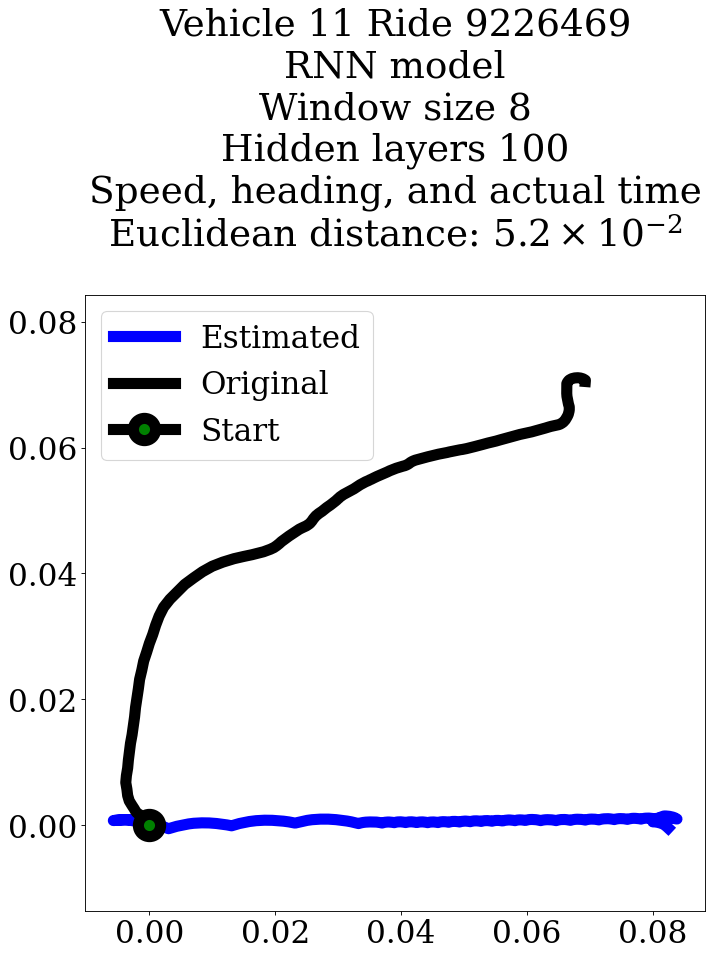 Vehicle 11 Ride 9226469
RNN model
Window size 8
Hidden layers 100
Speed, heading, and actual time
Euclidean distance: 5.2 × 10⁻²
Estimated
Original
Start
0.08
0.06
0.04
0.02
0.00
0.00 0.02 0.04 0.06 0.08